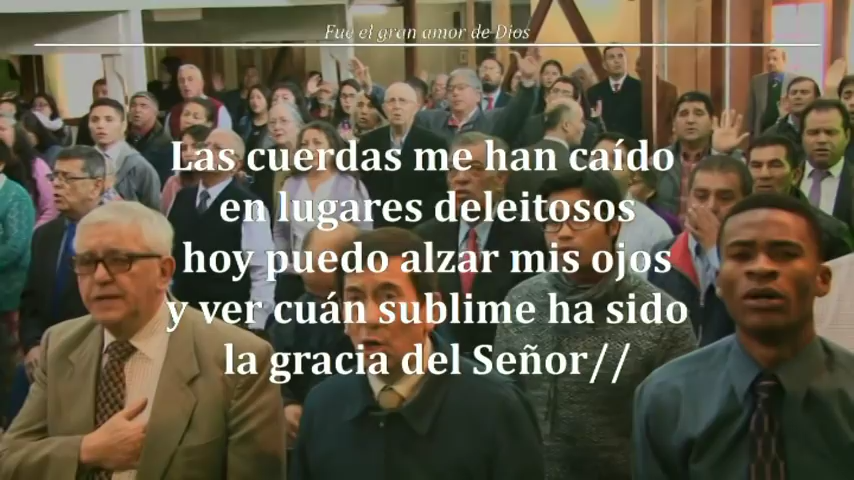 Fue el gran amor de Dios
Las cuerdas me han caído
en lugares deleitosos
hoy puedo alzar mis ojos
y ver cuán sublime ha sido
la gracia del Señor//